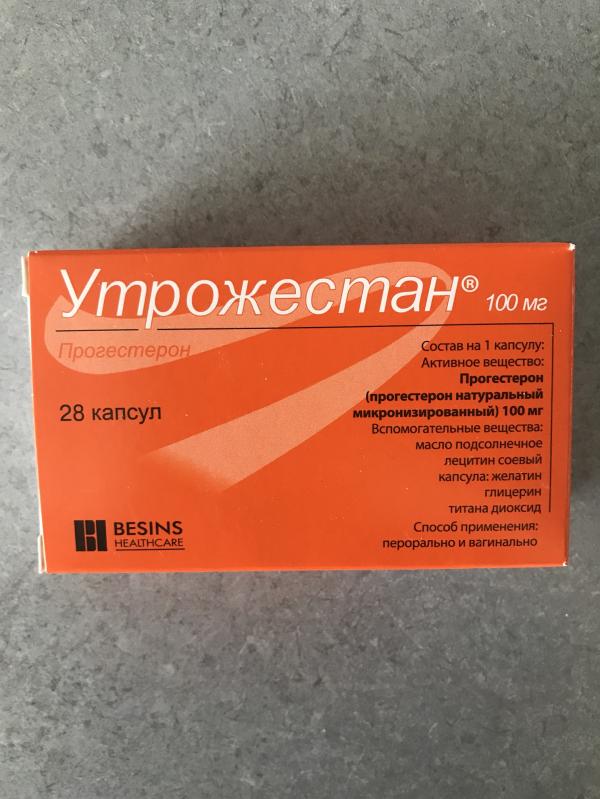 Утрожестан® 100 мг
Прогестерон
28 капсул
Состав на 1 капсулу:
Активное вещество:
Прогестерон
(прогестерон натуральный
микронизированный) 100 мг
Вспомогательные вещества:
масло подсолнечное
лецитин соевый
капсула: желатин
глицерин
титана диоксид
Способ применения:
перорально и вагинально
BESINS
HEALTHCARE